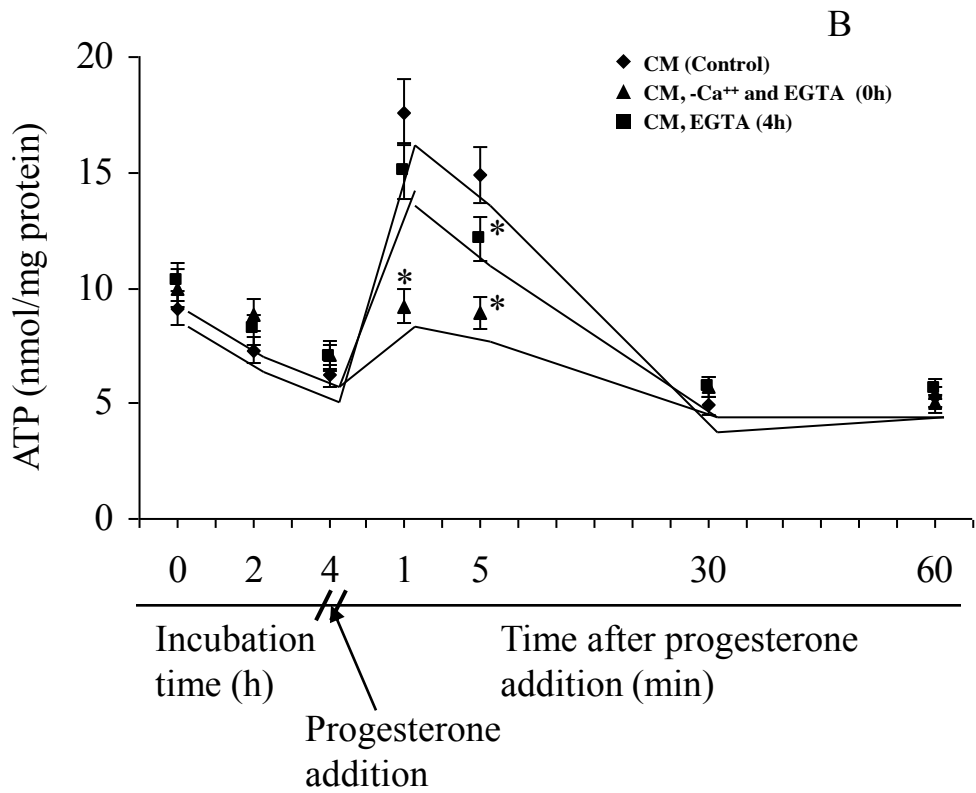 B
20
15
10
5
0
ATP (nmol/mg protein)
CM (Control)
CM, -Ca⁺⁺ and EGTA (0h)
CM, EGTA (4h)
*
*
*
0 2 4 1 5 30 60
Incubation
time (h)
Time after progesterone
addition (min)
Progesterone
addition